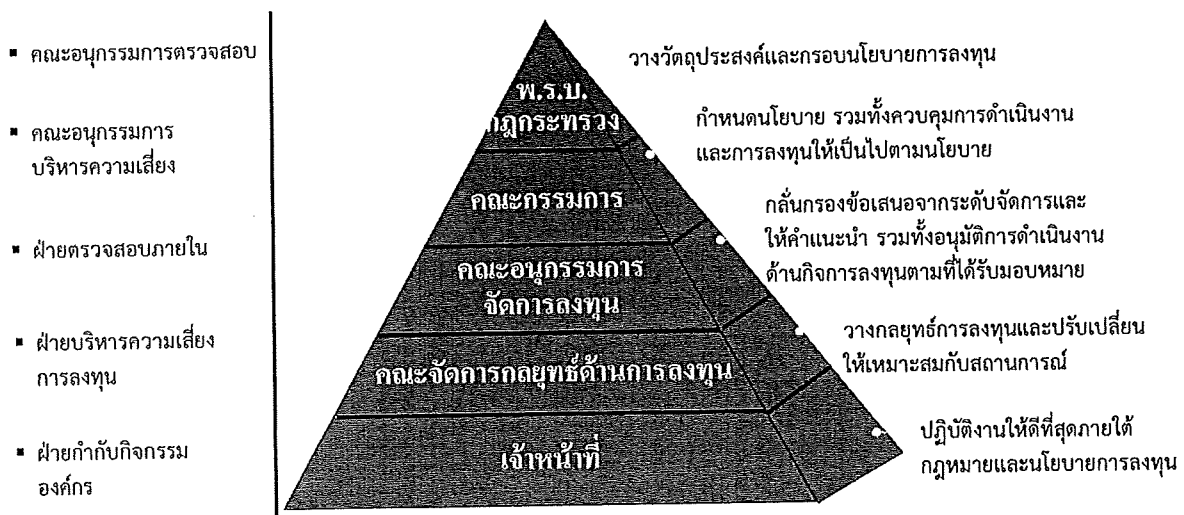 ▪ คณะอนุกรรมการตรวจสอบ
▪ คณะอนุกรรมการ
บริหารความเสี่ยง
▪ ฝ่ายตรวจสอบภายใน
▪ ฝ่ายบริหารความเสี่ยง
การลงทุน
▪ ฝ่ายกำกับกิจกรรม
องค์กร
พ.ร.บ.
กฎกระทรวง
คณะกรรมการ
คณะอนุกรรมการ
จัดการลงทุน
คณะจัดการกลยุทธ์ด้านการลงทุน
เจ้าหน้าที่
วางวัตถุประสงค์และกรอบนโยบายการลงทุน
กำหนดนโยบาย รวมทั้งควบคุมการดำเนินงาน
และการลงทุนให้เป็นไปตามนโยบาย
กลั่นกรองข้อเสนอจากระดับจัดการและ
ให้คำแนะนำ รวมทั้งอนุมัติการดำเนินงาน
ด้านกิจการลงทุนตามที่ได้รับมอบหมาย
วางกลยุทธ์การลงทุนและปรับเปลี่ยน
ให้เหมาะสมกับสถานการณ์
ปฏิบัติงานให้ดีที่สุดภายใต้
กฎหมายและนโยบายการลงทุน